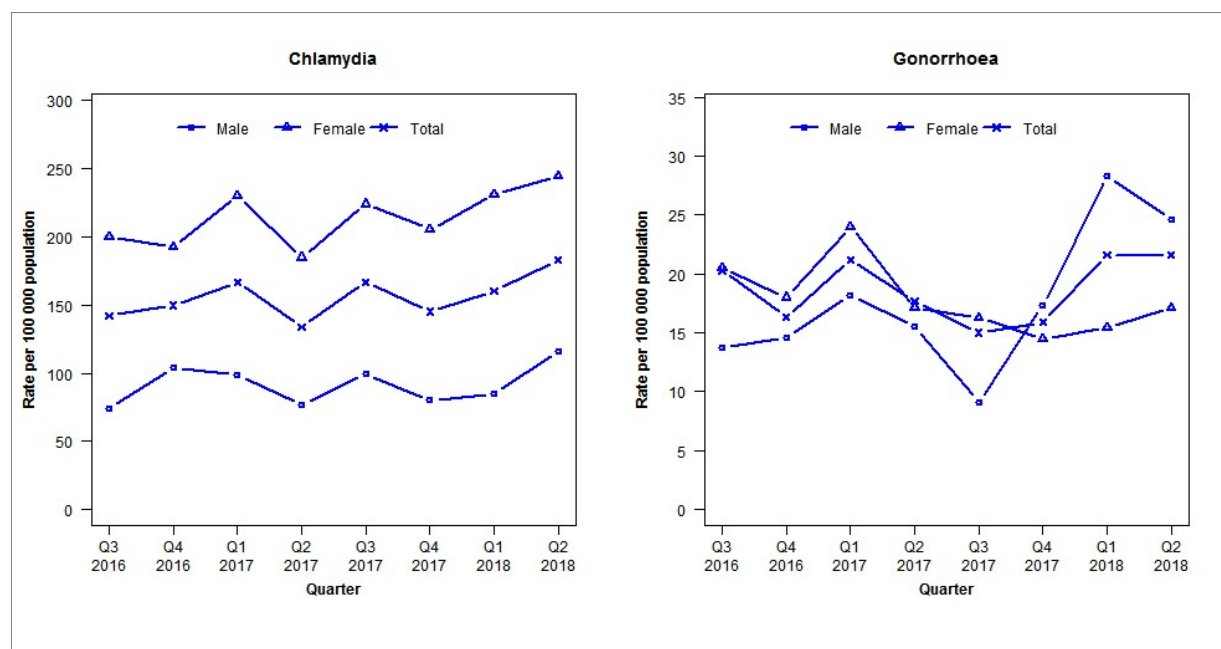 Chlamydia
300
250
200
150
100
50
0
Rate per 100 000 population
Male Female Total
Q3 Q4 Q1 Q2 Q3 Q4 Q1 Q2
2016 2016 2017 2017 2017 2017 2018 2018
Quarter
Gonorrhoea
35
30
25
20
15
10
5
0
Rate per 100 000 population
Male Female Total
Q3 Q4 Q1 Q2 Q3 Q4 Q1 Q2
2016 2016 2017 2017 2017 2017 2018 2018
Quarter